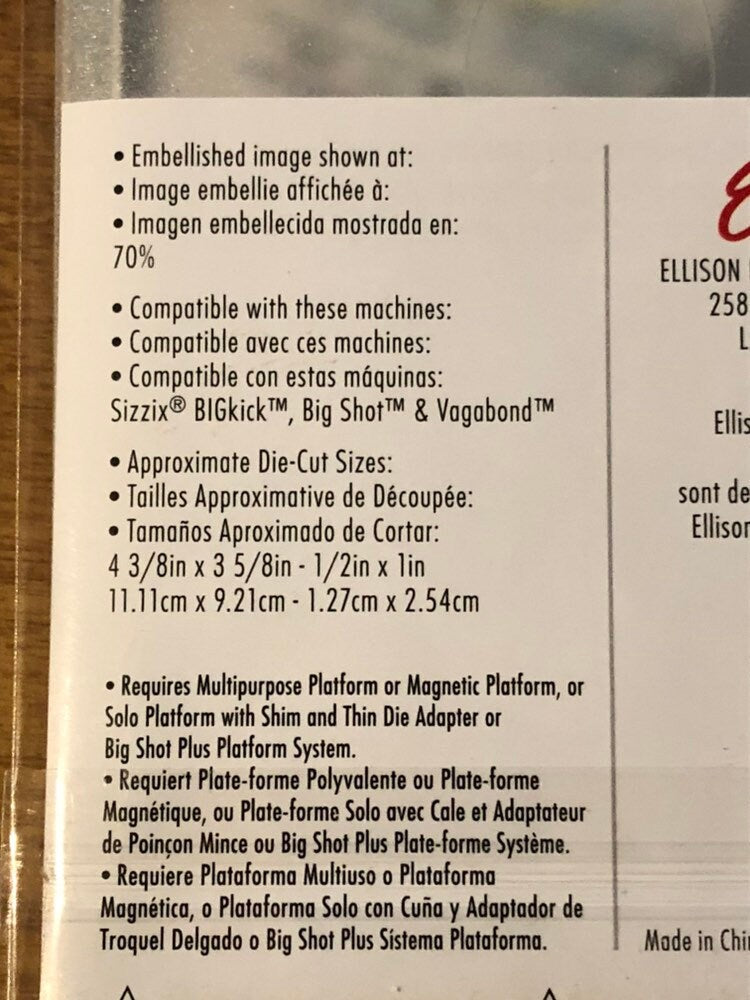 • Embellished image shown at:
• Image embellie affichée à:
• Imagen embellecida mostrada en:
70%
• Compatible with these machines:
• Compatible avec ces machines:
• Compatible con estas máquinas:
Sizzix® BIGkick™, Big Shot™ & Vagabond™
• Approximate Die-Cut Sizes:
• Tailles Approximative de Découpée:
• Tamaños Aproximado de Cortar:
4 3/8in x 3 5/8in - 1/2in x 1in
11.11cm x 9.21cm - 1.27cm x 2.54cm
• Requires Multipurpose Platform or Magnetic Platform, or
Solo Platform with Shim and Thin Die Adapter or
Big Shot Plus Platform System.
• Requiert Plate-forme Polyvalente ou Plate-forme
Magnétique, ou Plate-forme Solo avec Cale et Adaptateur
de Poinçon Mince ou Big Shot Plus Plate-forme Système.
• Requiere Plataforma Multiuso o Plataforma
Magnética, o Plataforma Solo con Cuña y Adaptador de
Troquel Delgado o Big Shot Plus Sistema Plataforma.
ELLISON
258
L
Ellis
sont de
Ellison
Made in Chi